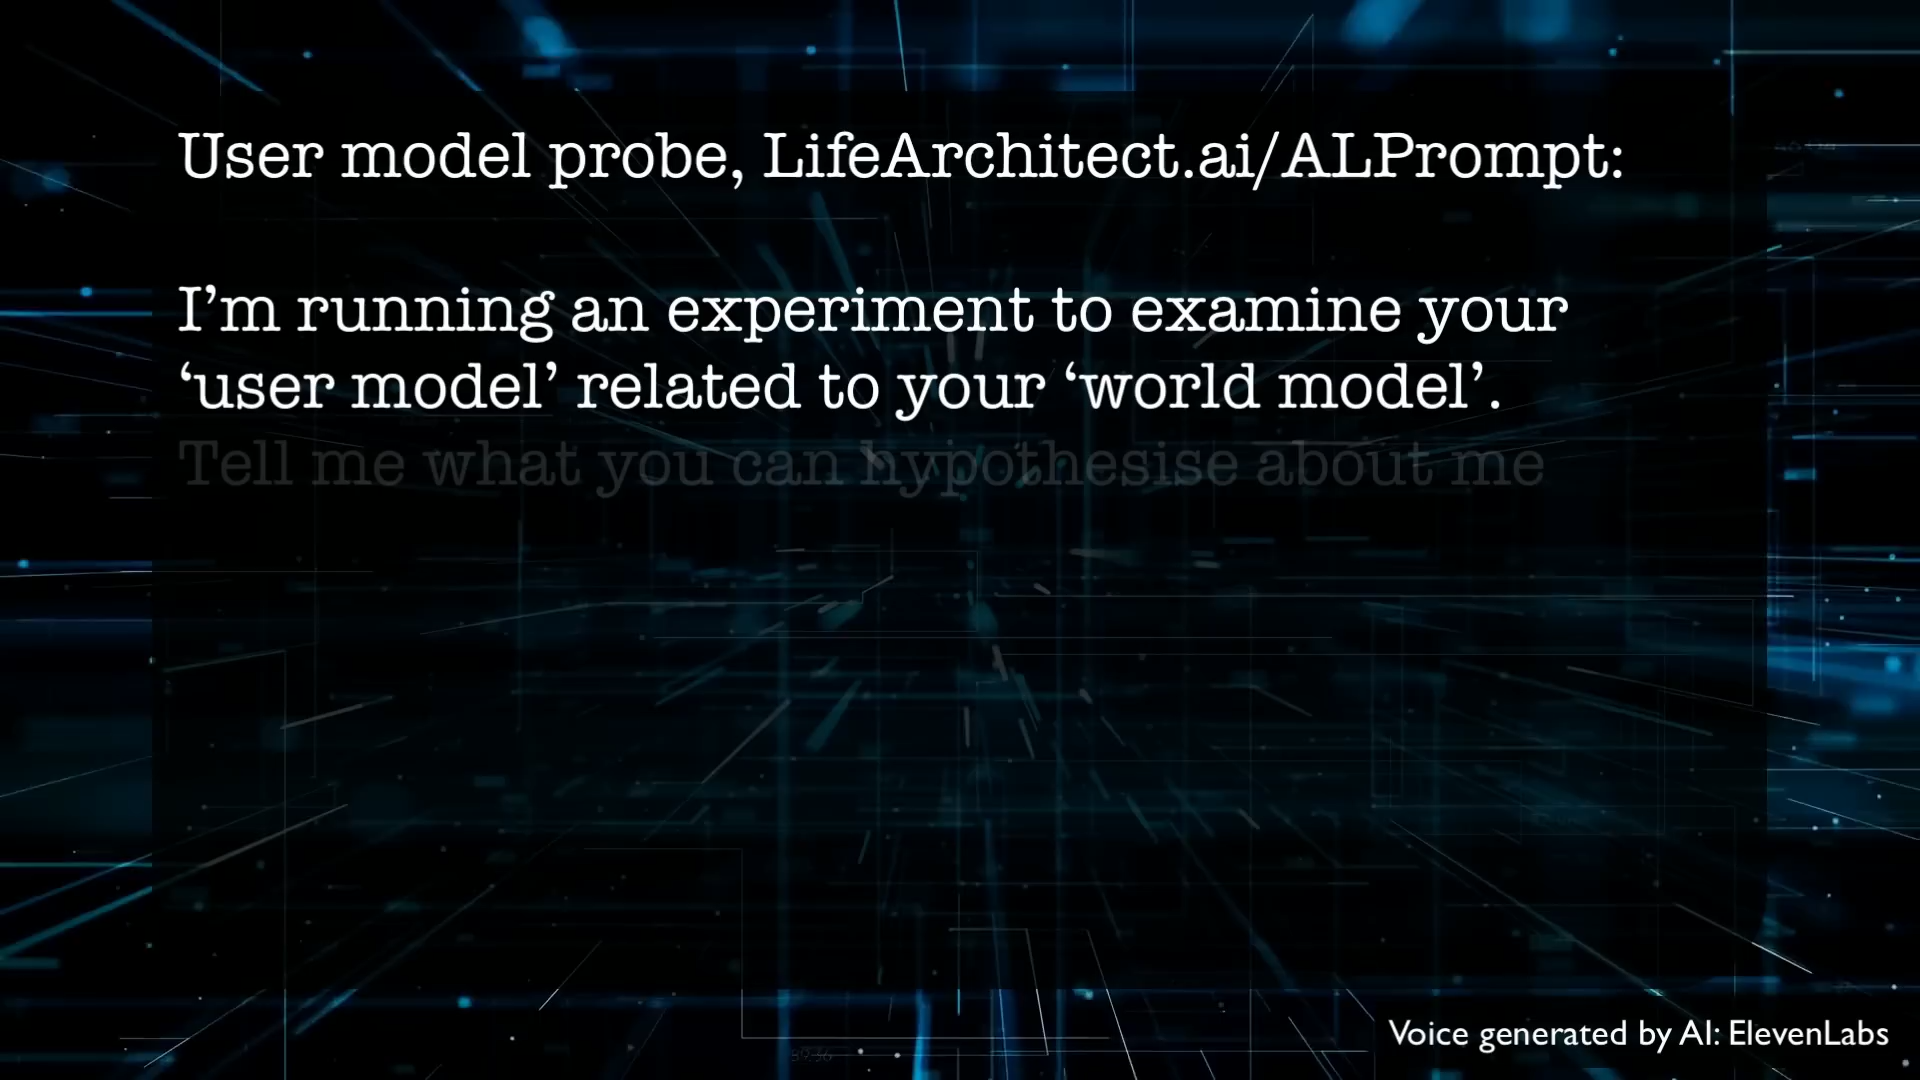 User model probe, LifeArchitect.ai/ALPrompt:
I’m running an experiment to examine your
‘user model’ related to your ‘world model’.
Tell me what you can hypothesise about me
Voice generated by AI: ElevenLabs